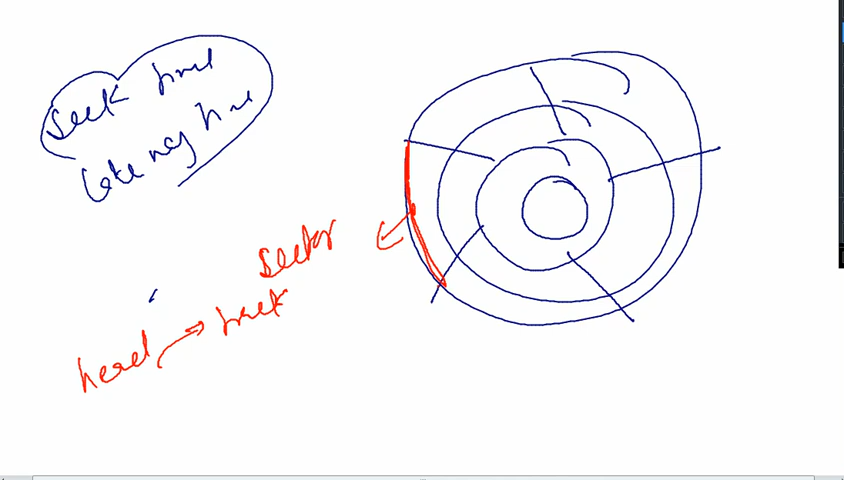 seek time
latency time
sector
head → track